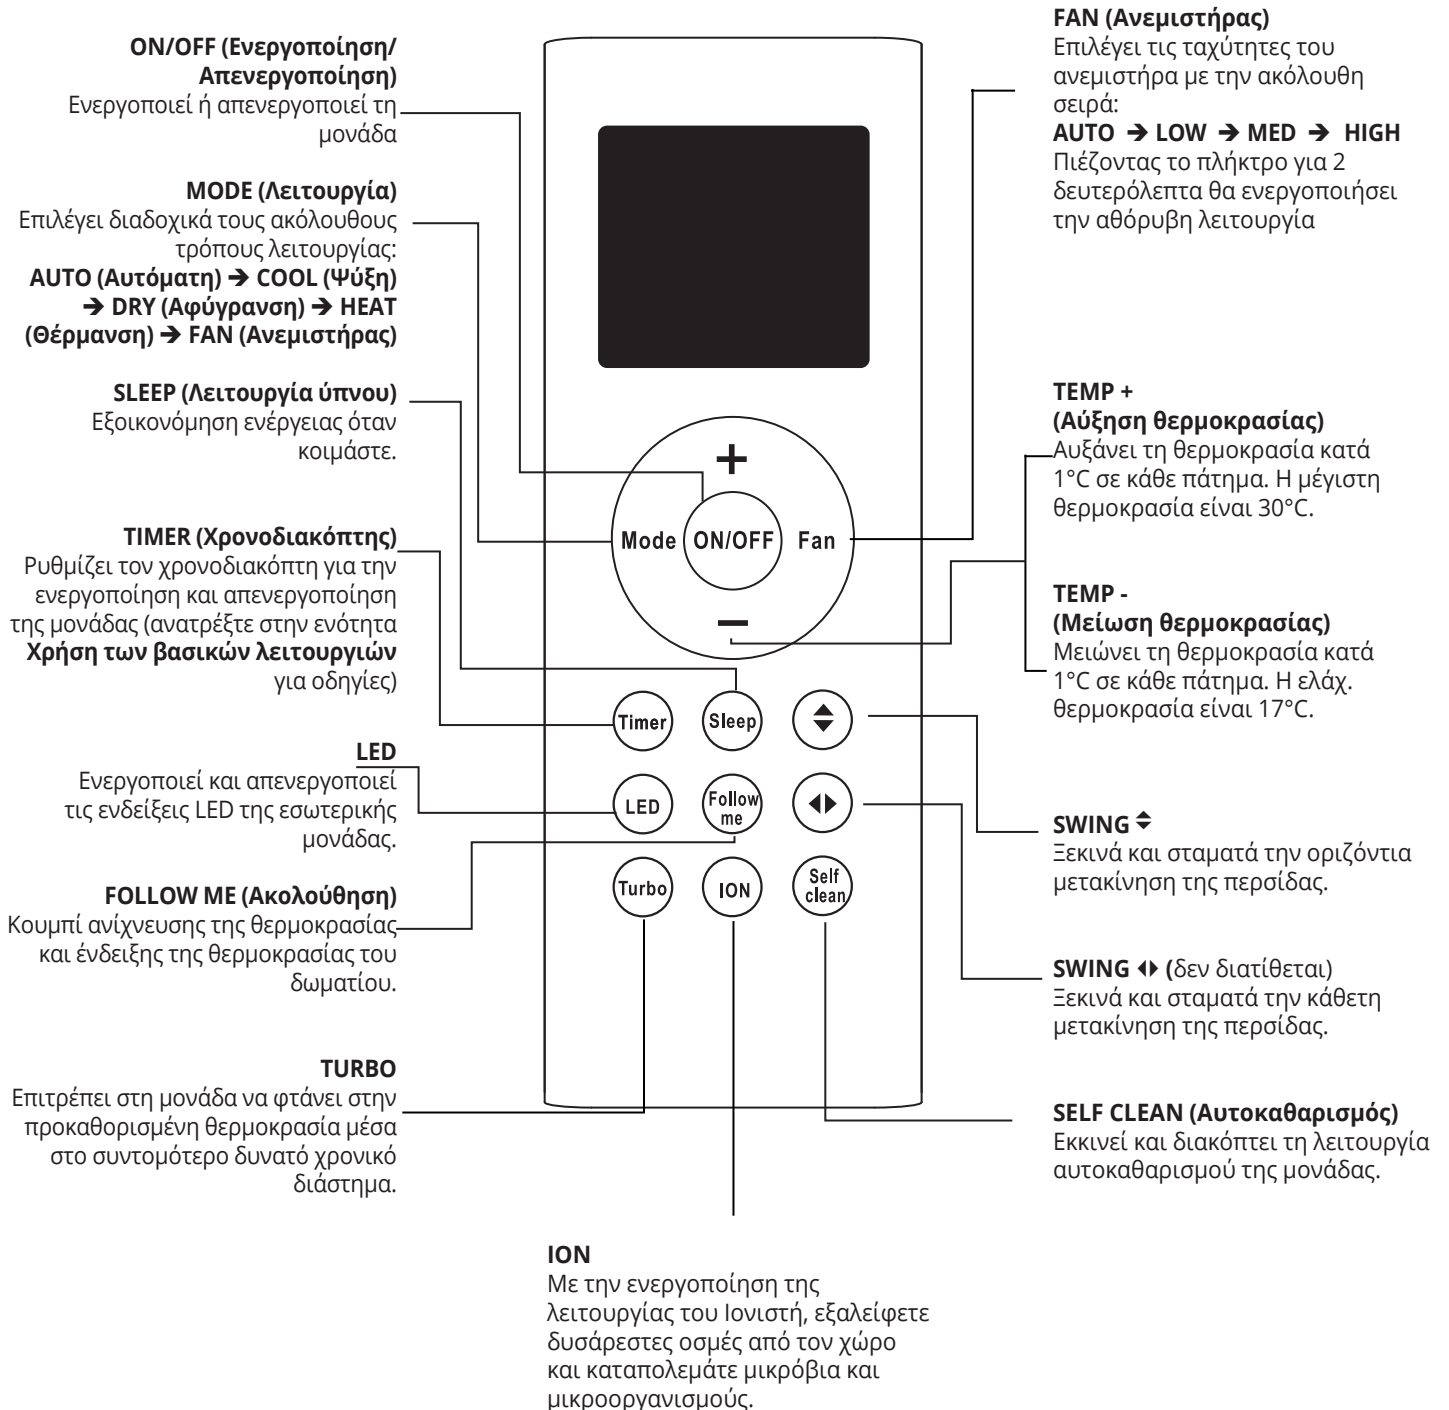 ON/OFF (Ενεργοποίηση/
Απενεργοποίηση)
Ενεργοποιεί ή απενεργοποιεί τη
μονάδα
MODE (Λειτουργία)
Επιλέγει διαδοχικά τους ακόλουθους
τρόπους λειτουργίας:
AUTO (Αυτόματη) ➔ COOL (Ψύξη)
➔ DRY (Αφύγρανση) ➔ HEAT
(Θέρμανση) ➔ FAN (Ανεμιστήρας)
SLEEP (Λειτουργία ύπνου)
Εξοικονόμηση ενέργειας όταν
κοιμάστε.
TIMER (Χρονοδιακόπτης)
Ρυθμίζει τον χρονοδιακόπτη για την
ενεργοποίηση και απενεργοποίηση
της μονάδας (ανατρέξτε στην ενότητα
Χρήση των βασικών λειτουργιών
για οδηγίες)
LED
Ενεργοποιεί και απενεργοποιεί
τις ενδείξεις LED της εσωτερικής
μονάδας.
FOLLOW ME (Ακολούθηση)
Κουμπί ανίχνευσης της θερμοκρασίας
και ένδειξης της θερμοκρασίας του
δωματίου.
TURBO
Επιτρέπει στη μονάδα να φτάνει στην
προκαθορισμένη θερμοκρασία μέσα
στο συντομότερο δυνατό χρονικό
διάστημα.
+
Mode ON/OFF Fan
−
Timer Sleep
LED Follow
me
Turbo ION Self
clean
FAN (Ανεμιστήρας)
Επιλέγει τις ταχύτητες του
ανεμιστήρα με την ακόλουθη
σειρά:
AUTO ➔ LOW ➔ MED ➔ HIGH
Πιέζοντας το πλήκτρο για 2
δευτερόλεπτα θα ενεργοποιήσει
την αθόρυβη λειτουργία
TEMP +
(Αύξηση θερμοκρασίας)
Αυξάνει τη θερμοκρασία κατά
1°C σε κάθε πάτημα. Η μέγιστη
θερμοκρασία είναι 30°C.
TEMP -
(Μείωση θερμοκρασίας)
Μειώνει τη θερμοκρασία κατά
1°C σε κάθε πάτημα. Η ελάχ.
θερμοκρασία είναι 17°C.
SWING
Ξεκινά και σταματά την οριζόντια
μετακίνηση της περσίδας.
SWING (δεν διατίθεται)
Ξεκινά και σταματά την κάθετη
μετακίνηση της περσίδας.
SELF CLEAN (Αυτοκαθαρισμός)
Εκκινεί και διακόπτει τη λειτουργία
αυτοκαθαρισμού της μονάδας.
ION
Με την ενεργοποίηση της
λειτουργίας του Ιονιστή, εξαλείφετε
δυσάρεστες οσμές από τον χώρο
και καταπολεμάτε μικρόβια και
μικροοργανισμούς.